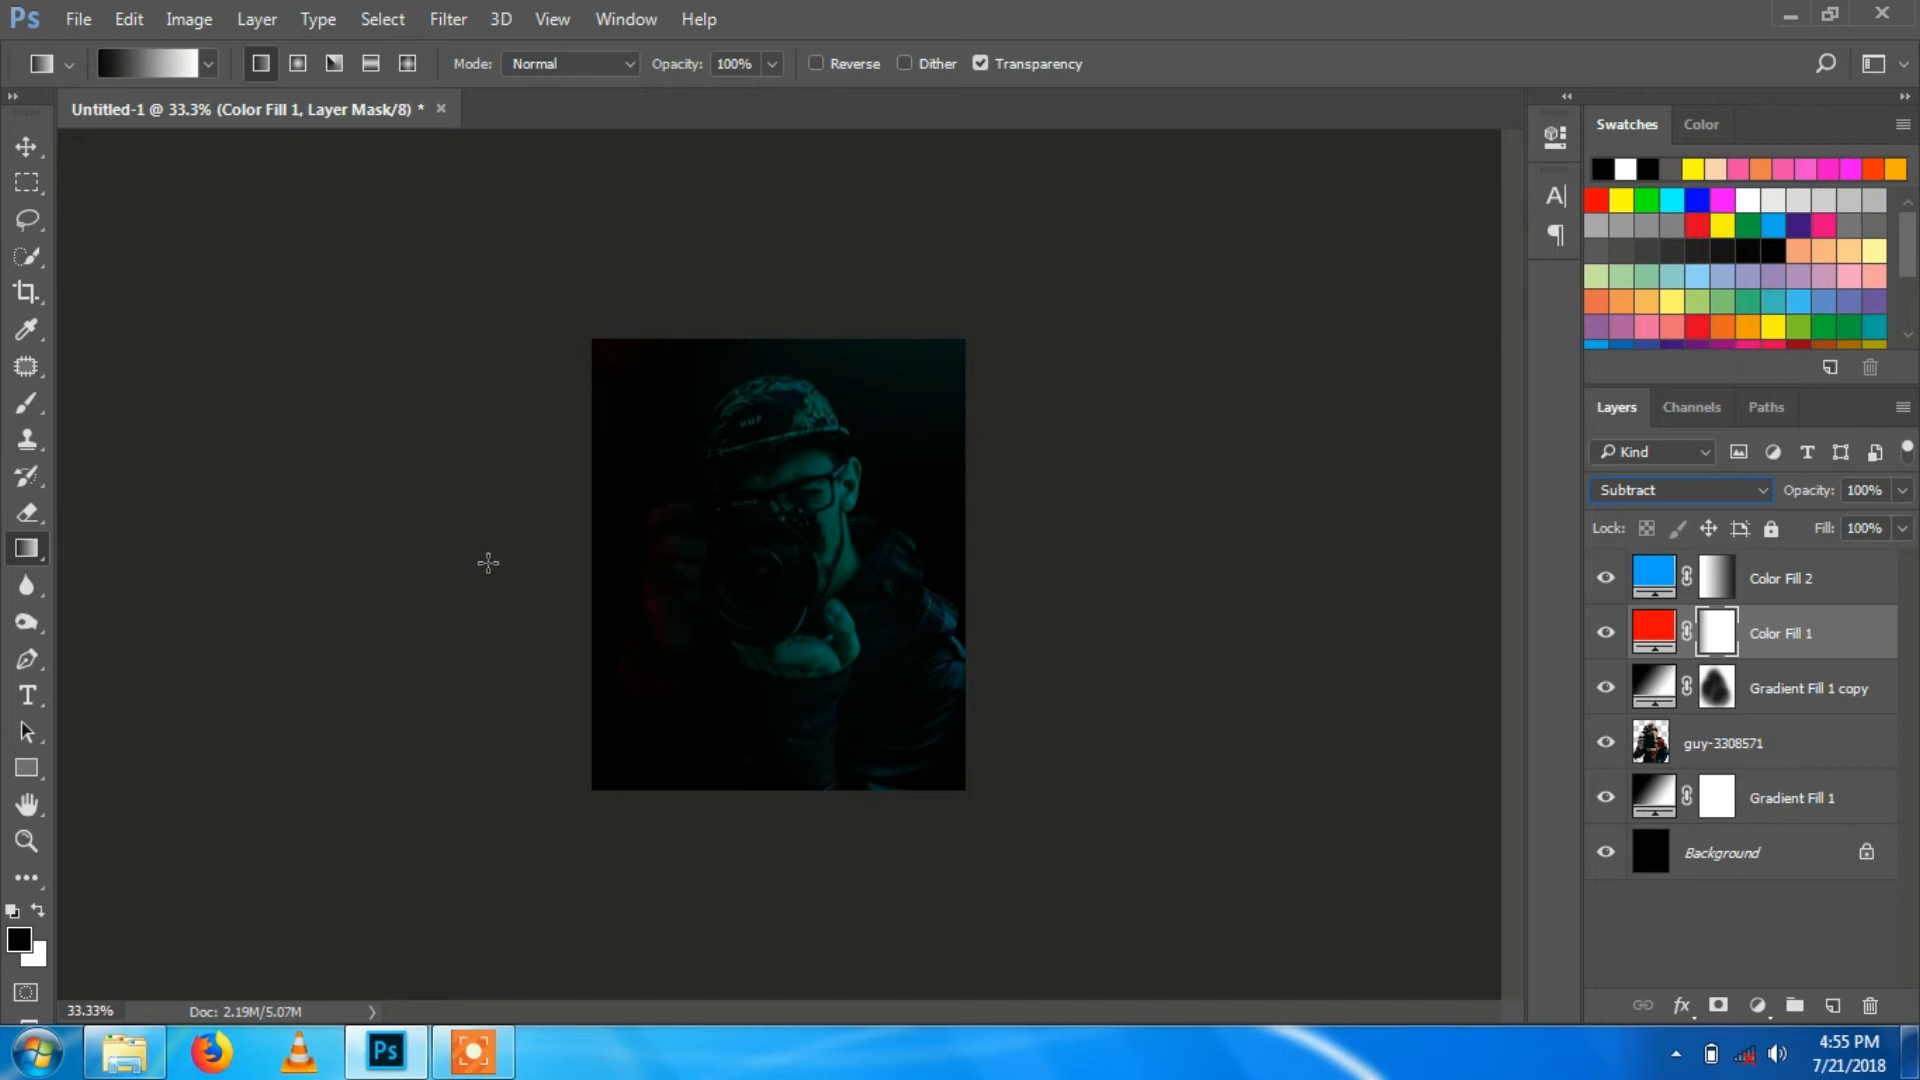 Ps File Edit Image Layer Type Select Filter 3D View Window Help
Mode: Normal Opacity: 100% Reverse Dither Transparency
Untitled-1 @ 33.3% (Color Fill 1, Layer Mask/8) * ×
Swatches Color
HUF
Layers Channels Paths
Kind
Subtract Opacity: 100%
Lock: Fill: 100%
Color Fill 2
Color Fill 1
Gradient Fill 1 copy
guy-3308571
Gradient Fill 1
Background
33.33% Doc: 2.19M/5.07M
fx
Ps
4:55 PM
7/21/2018